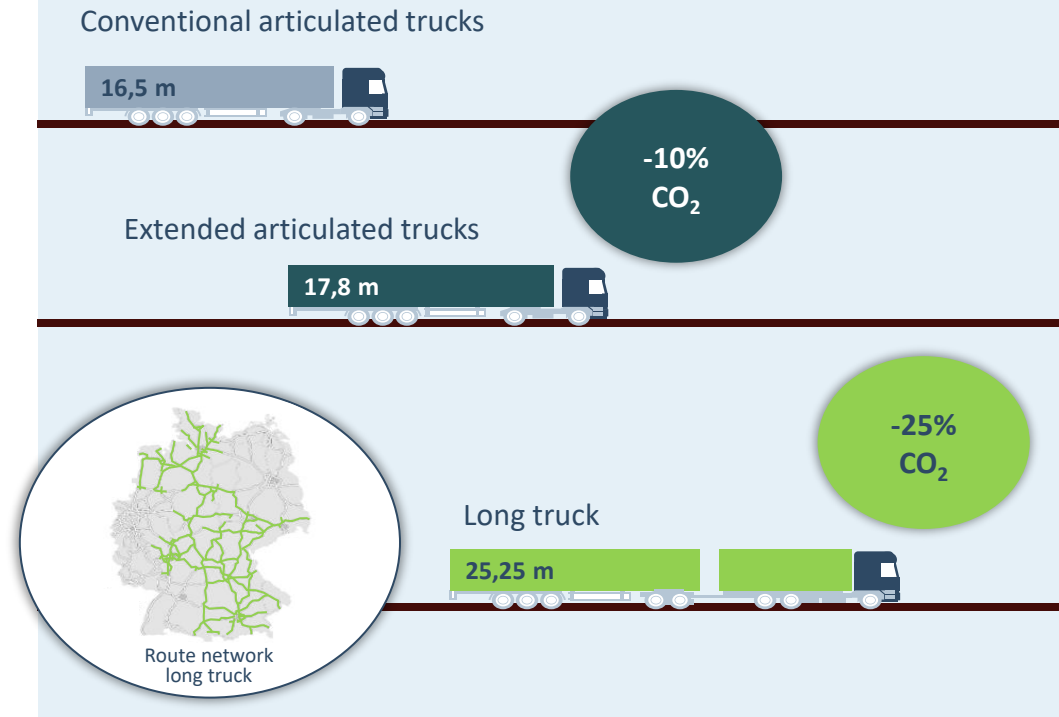 Conventional articulated trucks
16,5 m
-10%
CO₂
Extended articulated trucks
17,8 m
-25%
CO₂
Long truck
25,25 m
Route network
long truck